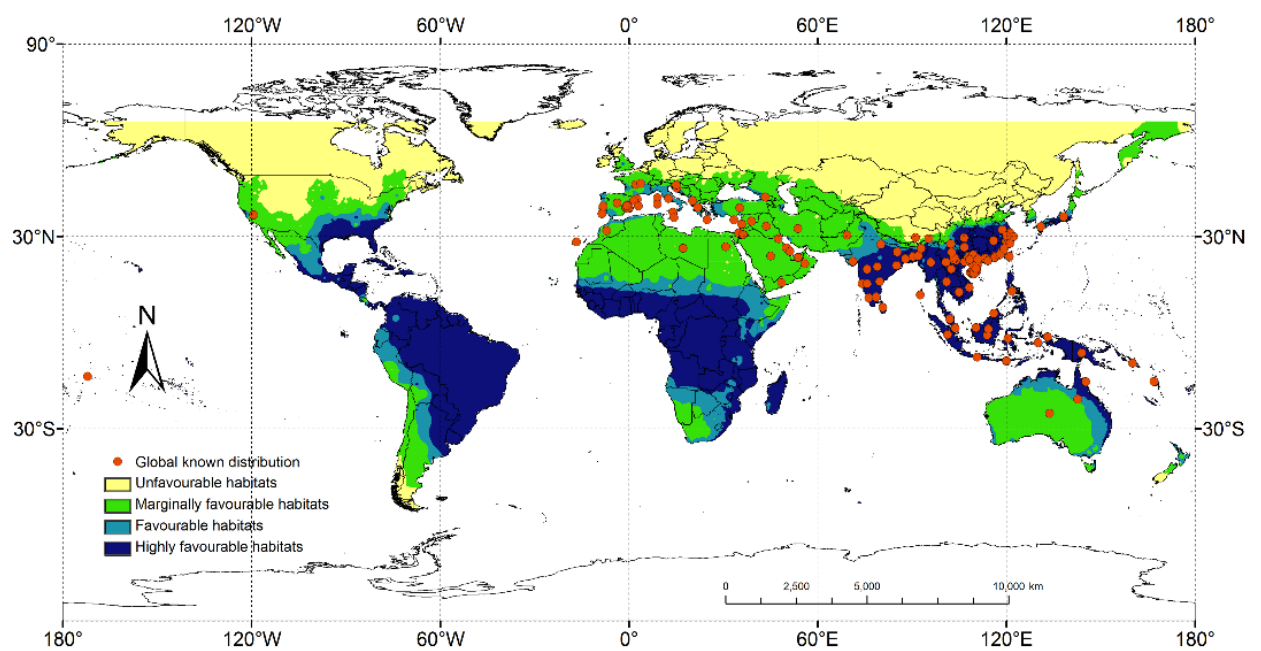 120°W 60°W 0° 60°E 120°E 180°
90°
30°N 30°N
N
30°S 30°S
Global known distribution
Unfavourable habitats
Marginally favourable habitats
Favourable habitats
Highly favourable habitats
0 2,500 5,000 10,000 km
180° 120°W 60°W 0° 60°E 120°E 180°